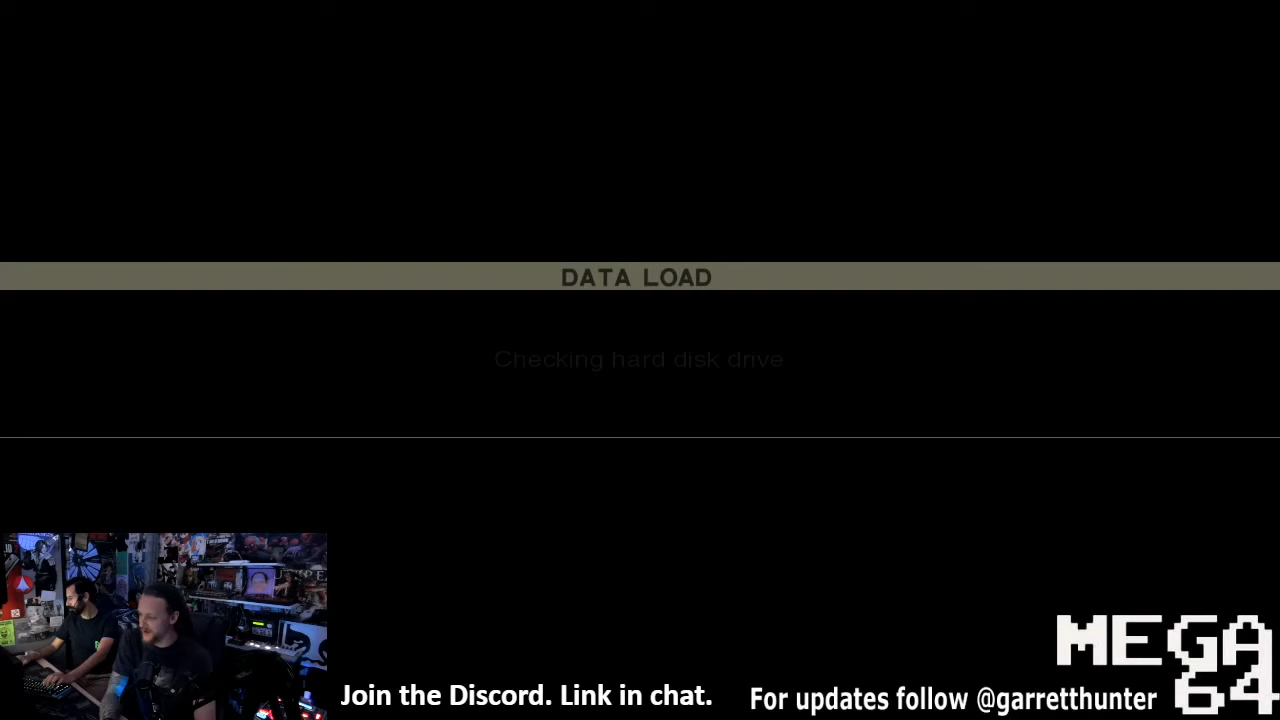 DATA LOAD
Checking hard disk drive
Join the Discord. Link in chat.
For updates follow @garretthunter
MEGA
64